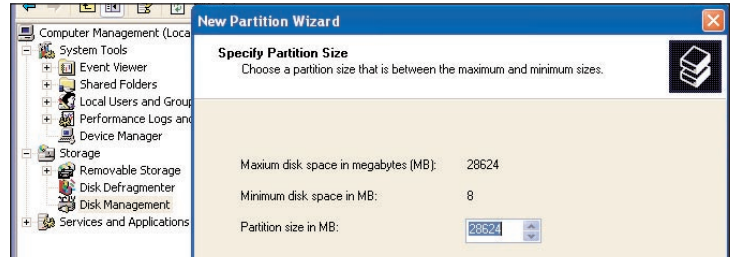 Computer Management (Loca
System Tools
Event Viewer
Shared Folders
Local Users and Group
Performance Logs and
Device Manager
Storage
Removable Storage
Disk Defragmenter
Disk Management
Services and Applications
New Partition Wizard
Specify Partition Size
Choose a partition size that is between the maximum and minimum sizes.
Maxium disk space in megabytes (MB): 28624
Minimum disk space in MB: 8
Partition size in MB: 28624